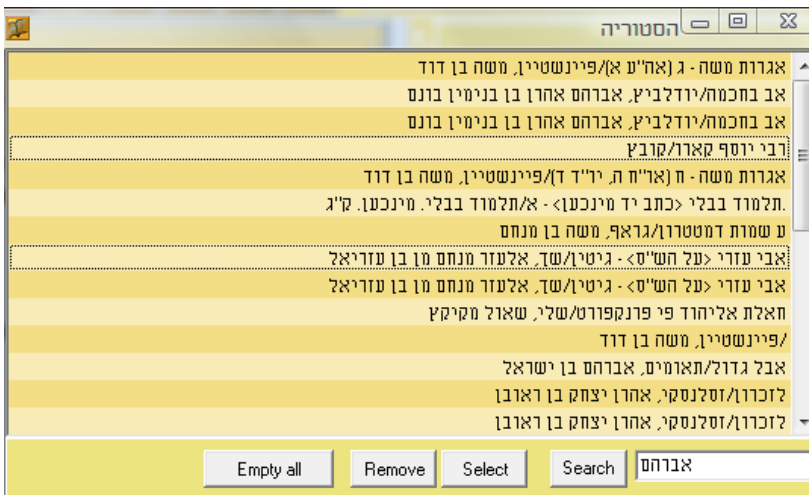 הסטוריה
אגרות משה - ג (אה''ע א)/פיינשטיין, משה בן דוד
אב בחכמה/יודלביץ, אברהם אהרן בן בנימין בונם
אב בחכמה/יודלביץ, אברהם אהרן בן בנימין בונם
רבי יוסף קארו/קובץ
אגרות משה - ח (או''ח ה, יו''ד ד)/פיינשטיין, משה בן דוד
תלמוד בבלי <כתב יד מינכען> - א/תלמוד בבלי. מינכען. ק''ג.
ע שמות דמטטרון/גראף, משה בן מנחם
אבי עזרי <על הש''ס> - גיטין/שך, אלעזר מנחם מן בן עזריאל
אבי עזרי <על הש''ס> - גיטין/שך, אלעזר מנחם מן בן עזריאל
חאלת אליהוד פי פרנקפורט/שלי, שאול מקיקץ
/פיינשטיין, משה בן דוד
אבל גדול/תאומים, אברהם בן ישראל
לזכרון/זסלנסקי, אהרן יצחק בן ראובן
לזכרון/זסלנסקי, אהרן יצחק בן ראובן
Empty all Remove Select Search אברהם